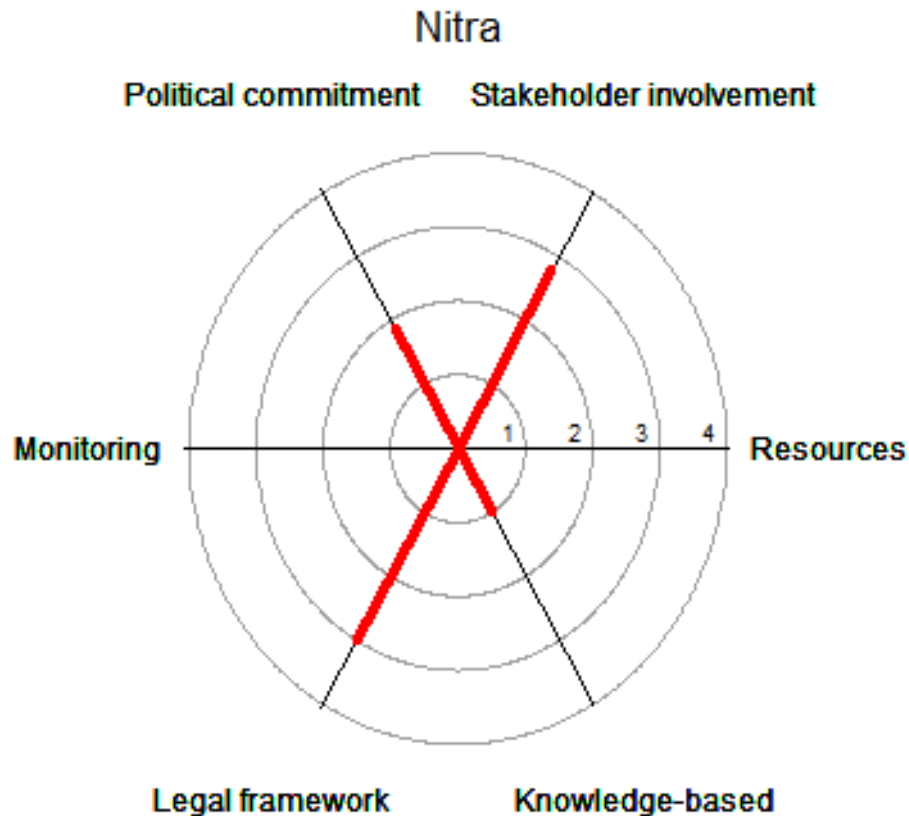 Nitra
Political commitment Stakeholder involvement
Monitoring 1 2 3 4 Resources
Legal framework Knowledge-based